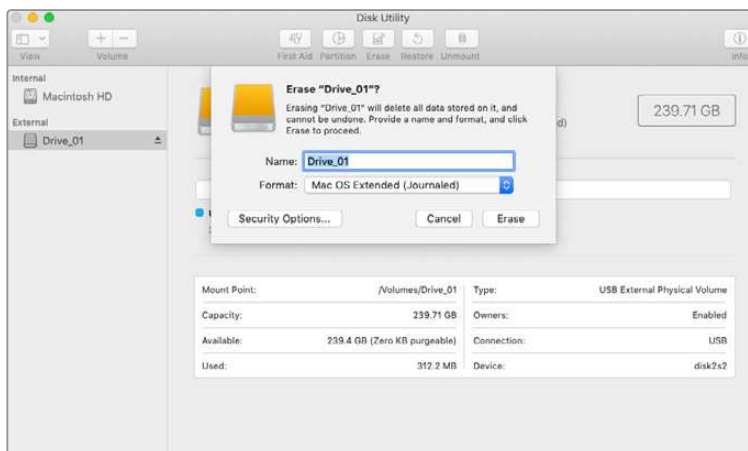 Disk Utility
View
Volume
First Aid Partition Erase Restore Unmount
Info
Internal
Macintosh HD
External
Drive_01
Erase “Drive_01”?
Erasing “Drive_01” will delete all data stored on it, and
cannot be undone. Provide a name and format, and click
Erase to proceed.
239.71 GB
Name: Drive_01
Format: Mac OS Extended (Journaled)
Security Options... Cancel Erase
Mount Point: /Volumes/Drive_01 Type: USB External Physical Volume
Capacity: 239.71 GB Owners: Enabled
Available: 239.4 GB (Zero KB purgeable) Connection: USB
Used: 312.2 MB Device: disk2s2